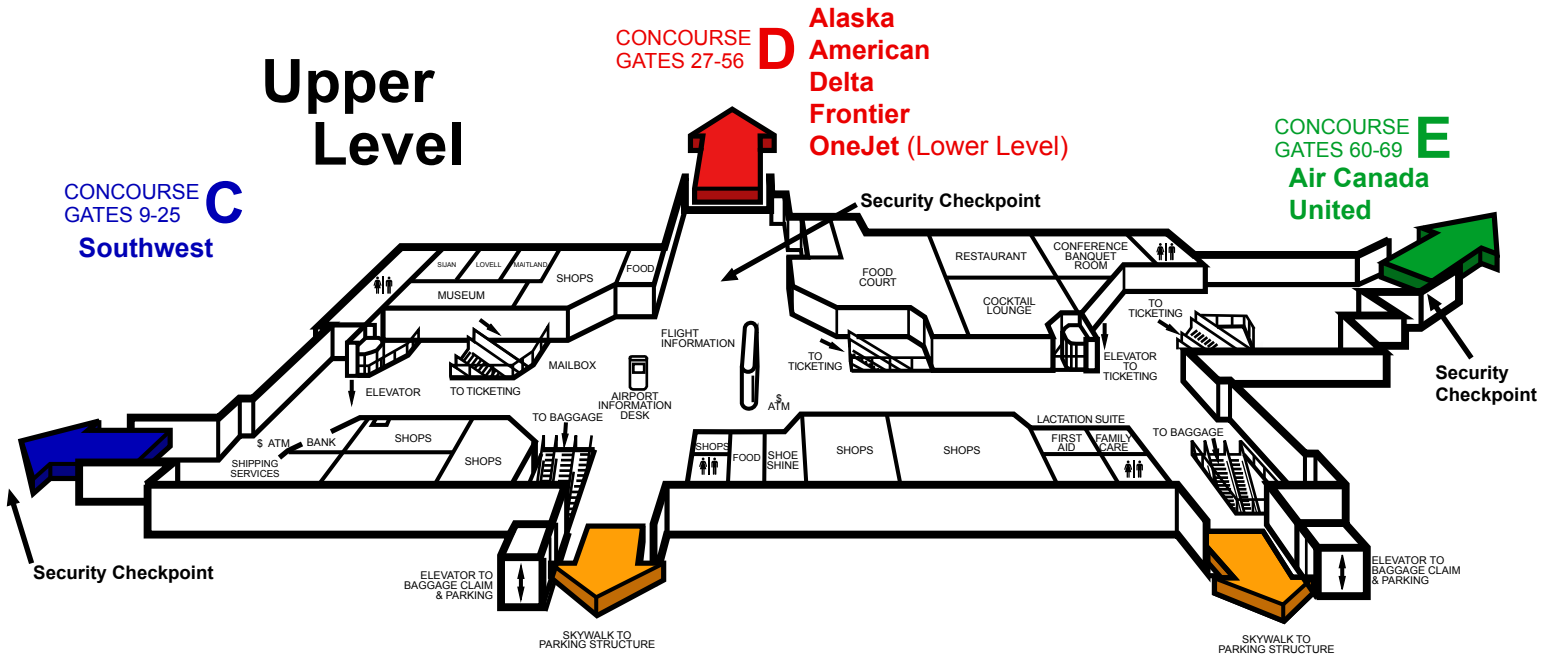 Upper
Level
CONCOURSE
GATES 27-56
D
Alaska
American
Delta
Frontier
OneJet (Lower Level)
CONCOURSE
GATES 60-69
E
Air Canada
United
CONCOURSE
GATES 9-25
C
Southwest
Security Checkpoint
SIJAN
LOVELL
MAITLAND
SHOPS
FOOD
MUSEUM
FOOD
COURT
RESTAURANT
CONFERENCE
BANQUET
ROOM
COCKTAIL
LOUNGE
TO
TICKETING
FLIGHT
INFORMATION
MAILBOX
TO
TICKETING
ELEVATOR
TO
TICKETING
ELEVATOR
TO TICKETING
AIRPORT
INFORMATION
DESK
$
ATM
Security
Checkpoint
TO BAGGAGE
LACTATION SUITE
TO BAGGAGE
$ ATM
BANK
SHOPS
SHIPPING
SERVICES
SHOPS
SHOPS
FOOD
SHOE
SHINE
SHOPS
SHOPS
FIRST
AID
FAMILY
CARE
Security Checkpoint
ELEVATOR TO
BAGGAGE CLAIM
& PARKING
ELEVATOR TO
BAGGAGE CLAIM
& PARKING
SKYWALK TO
PARKING STRUCTURE
SKYWALK TO
PARKING STRUCTURE